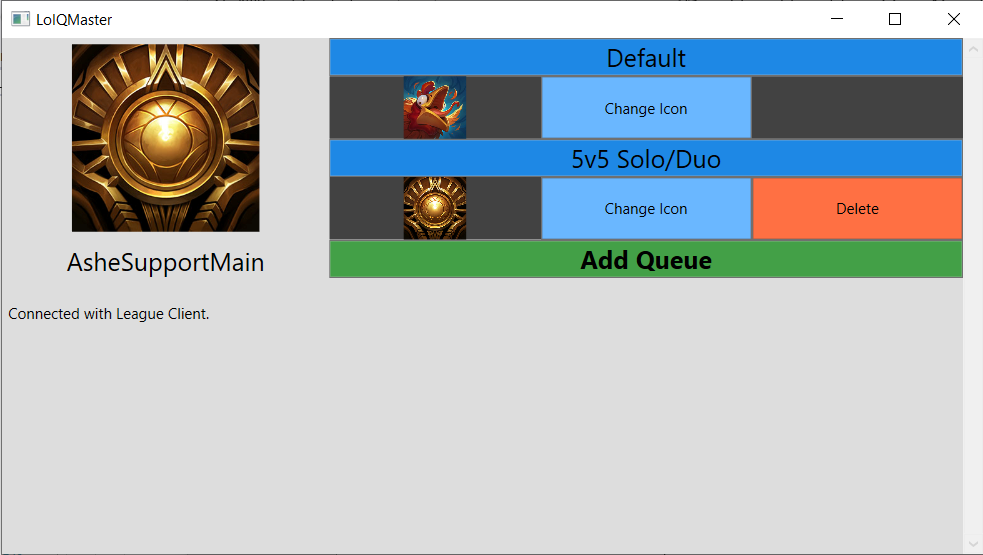 LolQMaster
Default
Change Icon
5v5 Solo/Duo
Change Icon
Delete
Add Queue
AsheSupportMain
Connected with League Client.